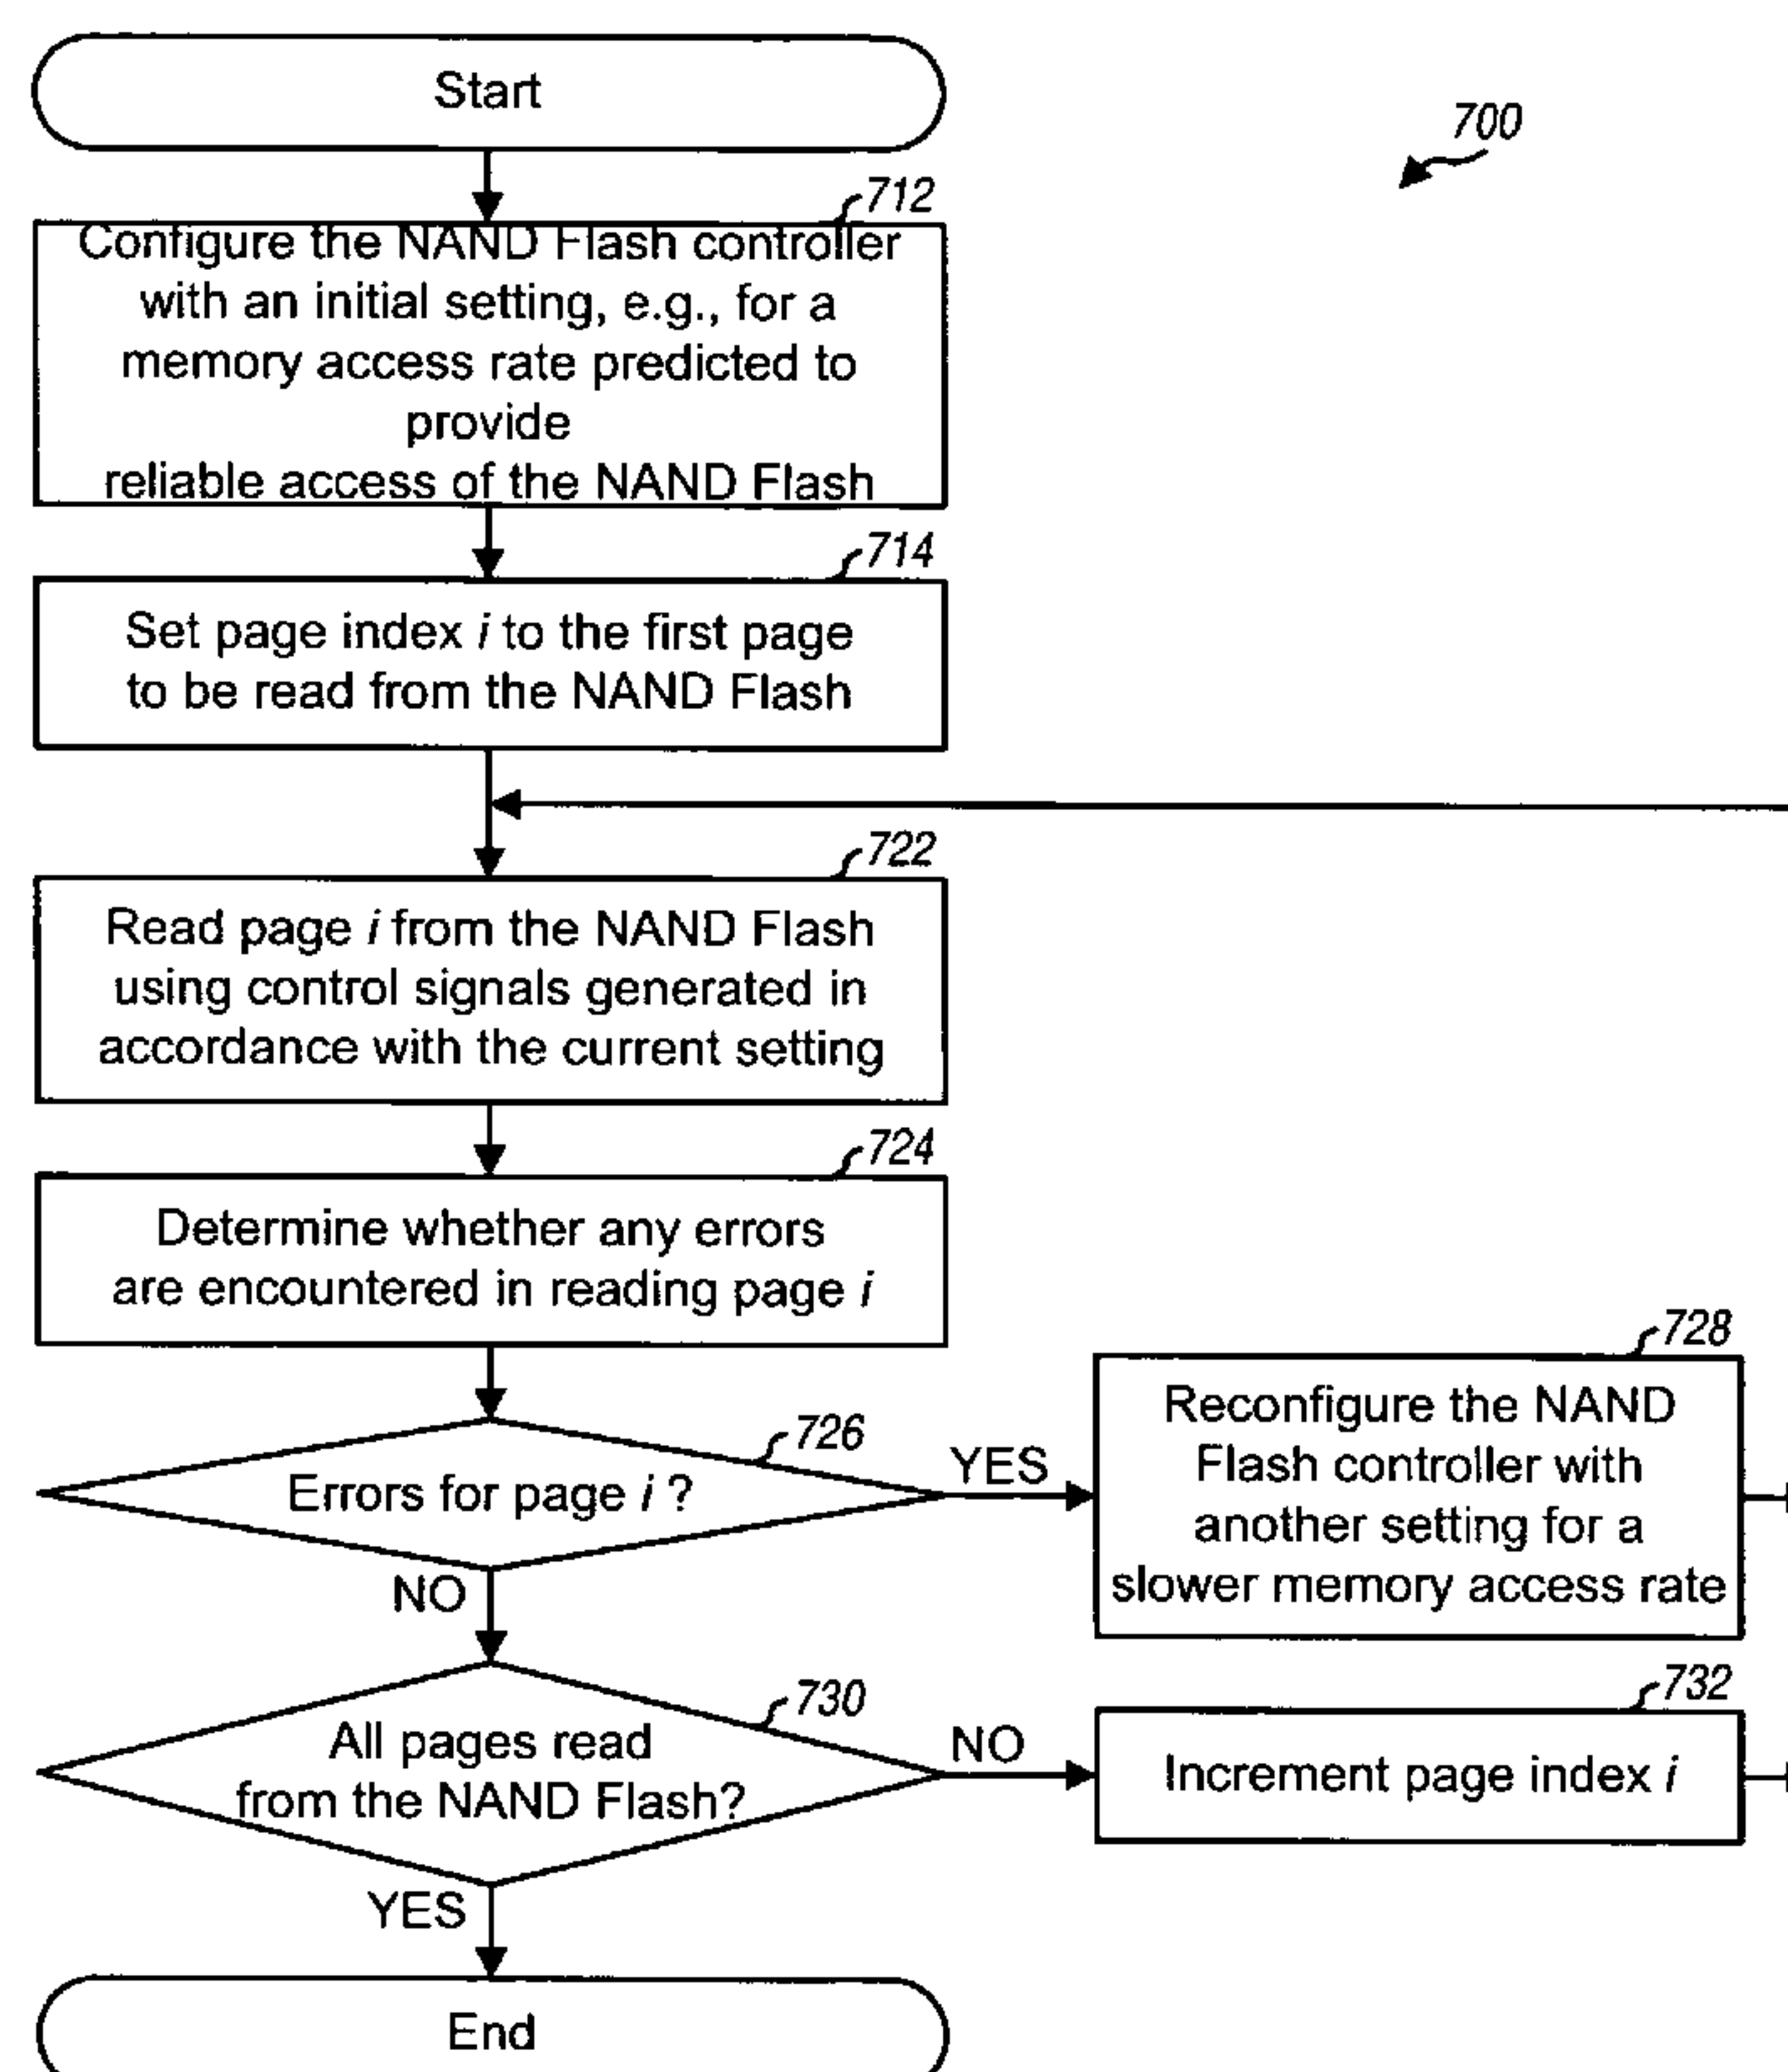 Start
700
712
Configure the NAND Flash controller
with an initial setting, e.g., for a
memory access rate predicted to
provide
reliable access of the NAND Flash
714
Set page index i to the first page
to be read from the NAND Flash
722
Read page i from the NAND Flash
using control signals generated in
accordance with the current setting
724
Determine whether any errors
are encountered in reading page i
726
Errors for page i ?
YES
728
Reconfigure the NAND
Flash controller with
another setting for a
slower memory access rate
NO
730
All pages read
from the NAND Flash?
NO
732
Increment page index i
YES
End